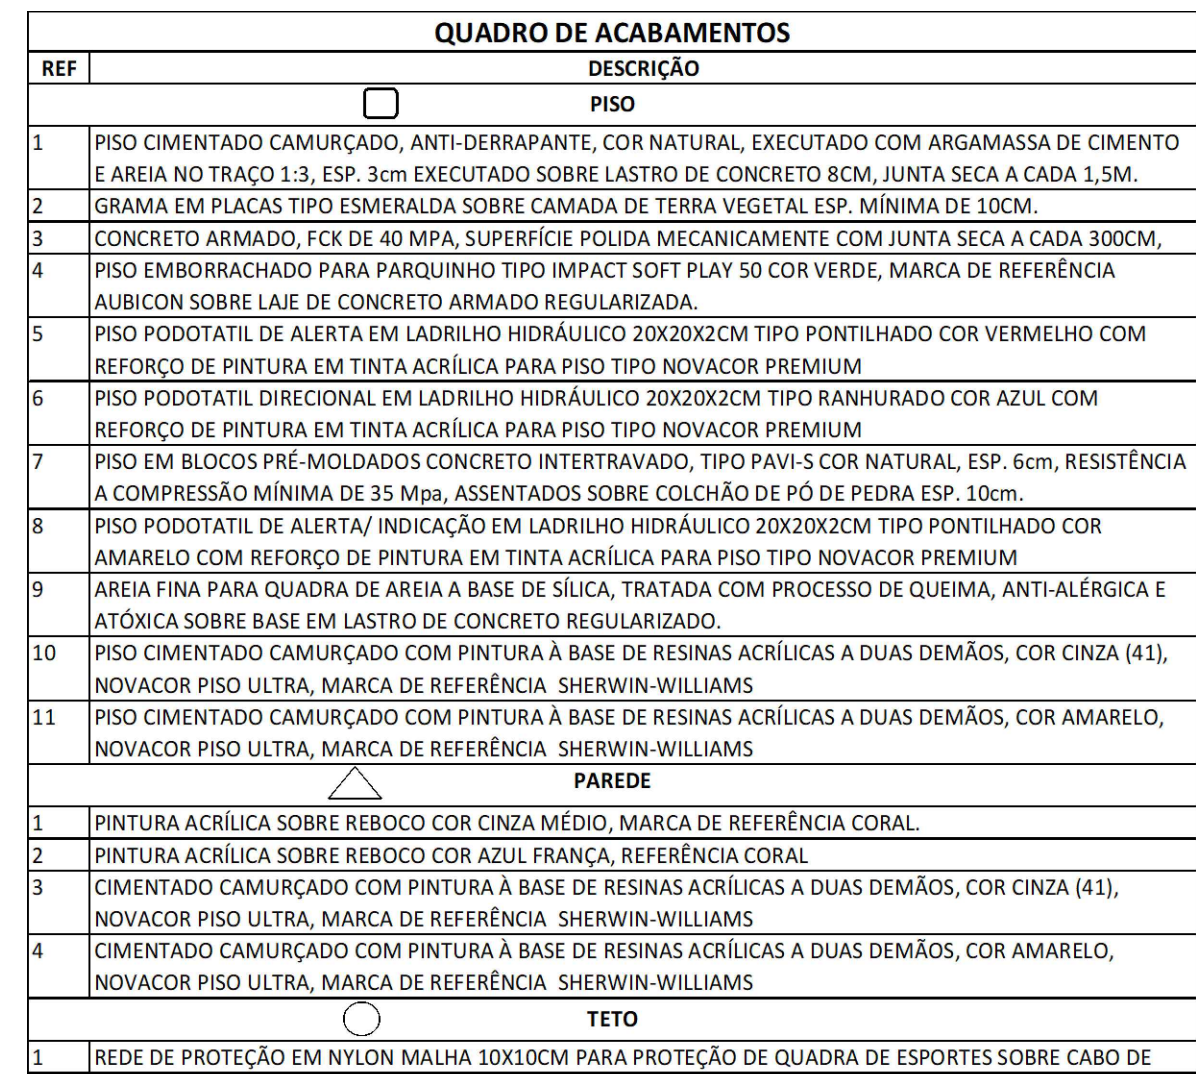 QUADRO DE ACABAMENTOS
REF DESCRIÇÃO
PISO
1 PISO CIMENTADO CAMURÇADO, ANTI-DERRAPANTE, COR NATURAL, EXECUTADO COM ARGAMASSA DE CIMENTO
E AREIA NO TRAÇO 1:3, ESP. 3cm EXECUTADO SOBRE LASTRO DE CONCRETO 8CM, JUNTA SECA A CADA 1,5M.
2 GRAMA EM PLACAS TIPO ESMERALDA SOBRE CAMADA DE TERRA VEGETAL ESP. MÍNIMA DE 10CM.
3 CONCRETO ARMADO, FCK DE 40 MPA, SUPERFÍCIE POLIDA MECANICAMENTE COM JUNTA SECA A CADA 300CM,
4 PISO EMBORRACHADO PARA PARQUINHO TIPO IMPACT SOFT PLAY 50 COR VERDE, MARCA DE REFERÊNCIA
AUBICON SOBRE LAJE DE CONCRETO ARMADO REGULARIZADA.
5 PISO PODOTATIL DE ALERTA EM LADRILHO HIDRÁULICO 20X20X2CM TIPO PONTILHADO COR VERMELHO COM
REFORÇO DE PINTURA EM TINTA ACRÍLICA PARA PISO TIPO NOVACOR PREMIUM
6 PISO PODOTATIL DIRECIONAL EM LADRILHO HIDRÁULICO 20X20X2CM TIPO RANHURADO COR AZUL COM
REFORÇO DE PINTURA EM TINTA ACRÍLICA PARA PISO TIPO NOVACOR PREMIUM
7 PISO EM BLOCOS PRÉ-MOLDADOS CONCRETO INTERTRAVADO, TIPO PAVI-S COR NATURAL, ESP. 6cm, RESISTÊNCIA
A COMPRESSÃO MÍNIMA DE 35 Mpa, ASSENTADOS SOBRE COLCHÃO DE PÓ DE PEDRA ESP. 10cm.
8 PISO PODOTATIL DE ALERTA/ INDICAÇÃO EM LADRILHO HIDRÁULICO 20X20X2CM TIPO PONTILHADO COR
AMARELO COM REFORÇO DE PINTURA EM TINTA ACRÍLICA PARA PISO TIPO NOVACOR PREMIUM
9 AREIA FINA PARA QUADRA DE AREIA A BASE DE SÍLICA, TRATADA COM PROCESSO DE QUEIMA, ANTI-ALÉRGICA E
ATÓXICA SOBRE BASE EM LASTRO DE CONCRETO REGULARIZADO.
10 PISO CIMENTADO CAMURÇADO COM PINTURA À BASE DE RESINAS ACRÍLICAS A DUAS DEMÃOS, COR CINZA (41),
NOVACOR PISO ULTRA, MARCA DE REFERÊNCIA SHERWIN-WILLIAMS
11 PISO CIMENTADO CAMURÇADO COM PINTURA À BASE DE RESINAS ACRÍLICAS A DUAS DEMÃOS, COR AMARELO,
NOVACOR PISO ULTRA, MARCA DE REFERÊNCIA SHERWIN-WILLIAMS
PAREDE
1 PINTURA ACRÍLICA SOBRE REBOCO COR CINZA MÉDIO, MARCA DE REFERÊNCIA CORAL.
2 PINTURA ACRÍLICA SOBRE REBOCO COR AZUL FRANÇA, REFERÊNCIA CORAL
3 CIMENTADO CAMURÇADO COM PINTURA À BASE DE RESINAS ACRÍLICAS A DUAS DEMÃOS, COR CINZA (41),
NOVACOR PISO ULTRA, MARCA DE REFERÊNCIA SHERWIN-WILLIAMS
4 CIMENTADO CAMURÇADO COM PINTURA À BASE DE RESINAS ACRÍLICAS A DUAS DEMÃOS, COR AMARELO,
NOVACOR PISO ULTRA, MARCA DE REFERÊNCIA SHERWIN-WILLIAMS
TETO
1 REDE DE PROTEÇÃO EM NYLON MALHA 10X10CM PARA PROTEÇÃO DE QUADRA DE ESPORTES SOBRE CABO DE